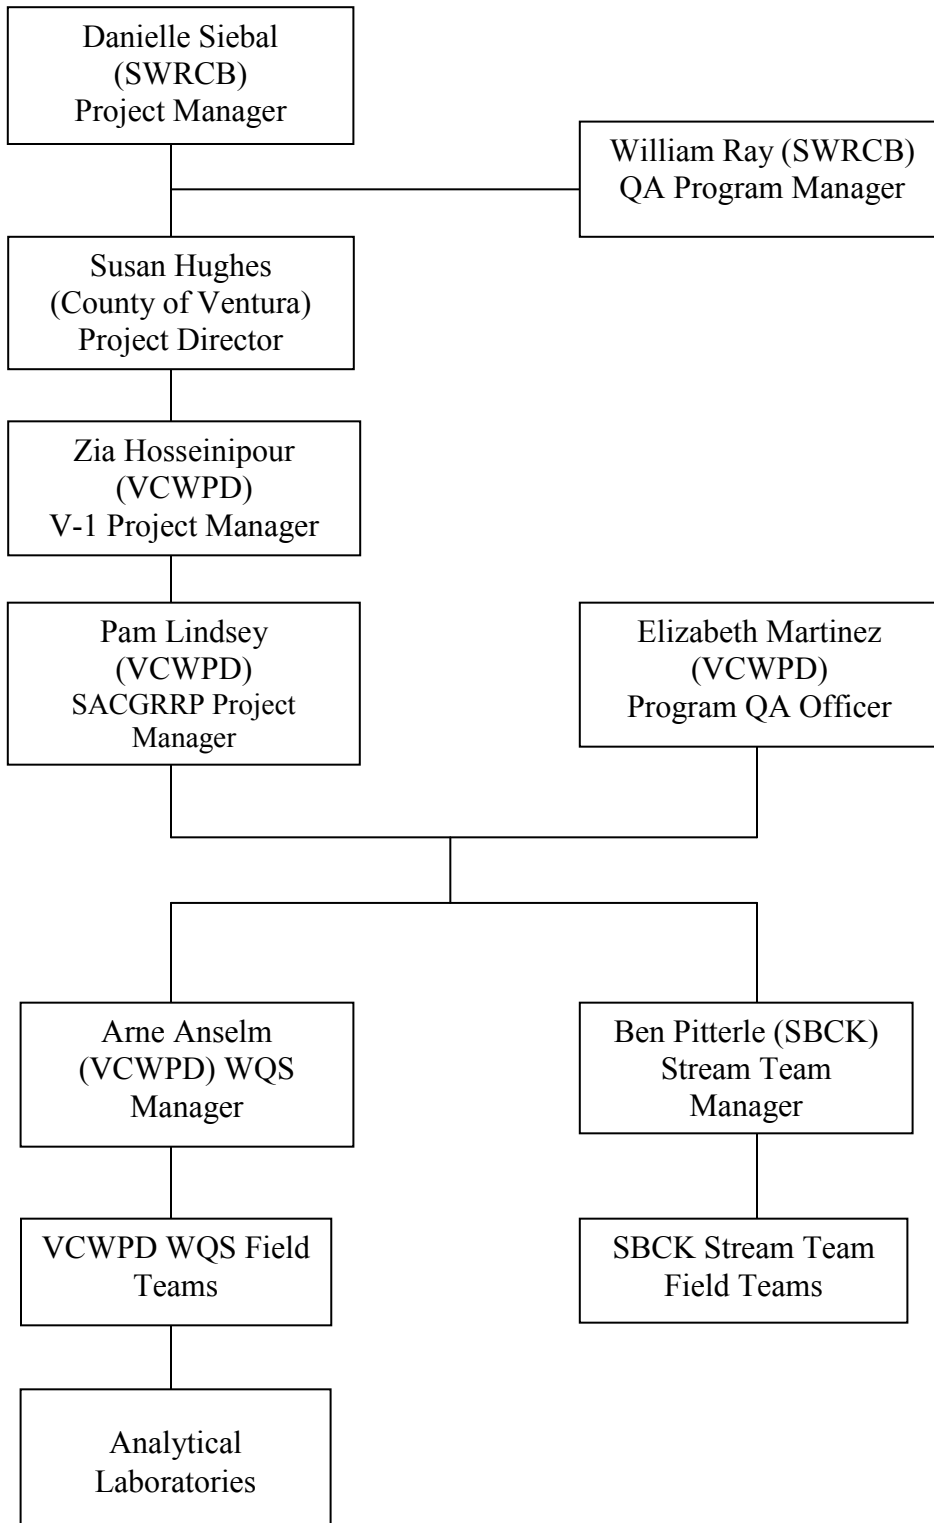 Danielle Siebal
(SWRCB)
Project Manager
William Ray (SWRCB)
QA Program Manager
Susan Hughes
(County of Ventura)
Project Director
Zia Hosseinipour
(VCWPD)
V-1 Project Manager
Pam Lindsey
(VCWPD)
SACGRRP Project
Manager
Elizabeth Martinez
(VCWPD)
Program QA Officer
Arne Anselm
(VCWPD) WQS
Manager
Ben Pitterle (SBCK)
Stream Team
Manager
VCWPD WQS Field
Teams
SBCK Stream Team
Field Teams
Analytical
Laboratories